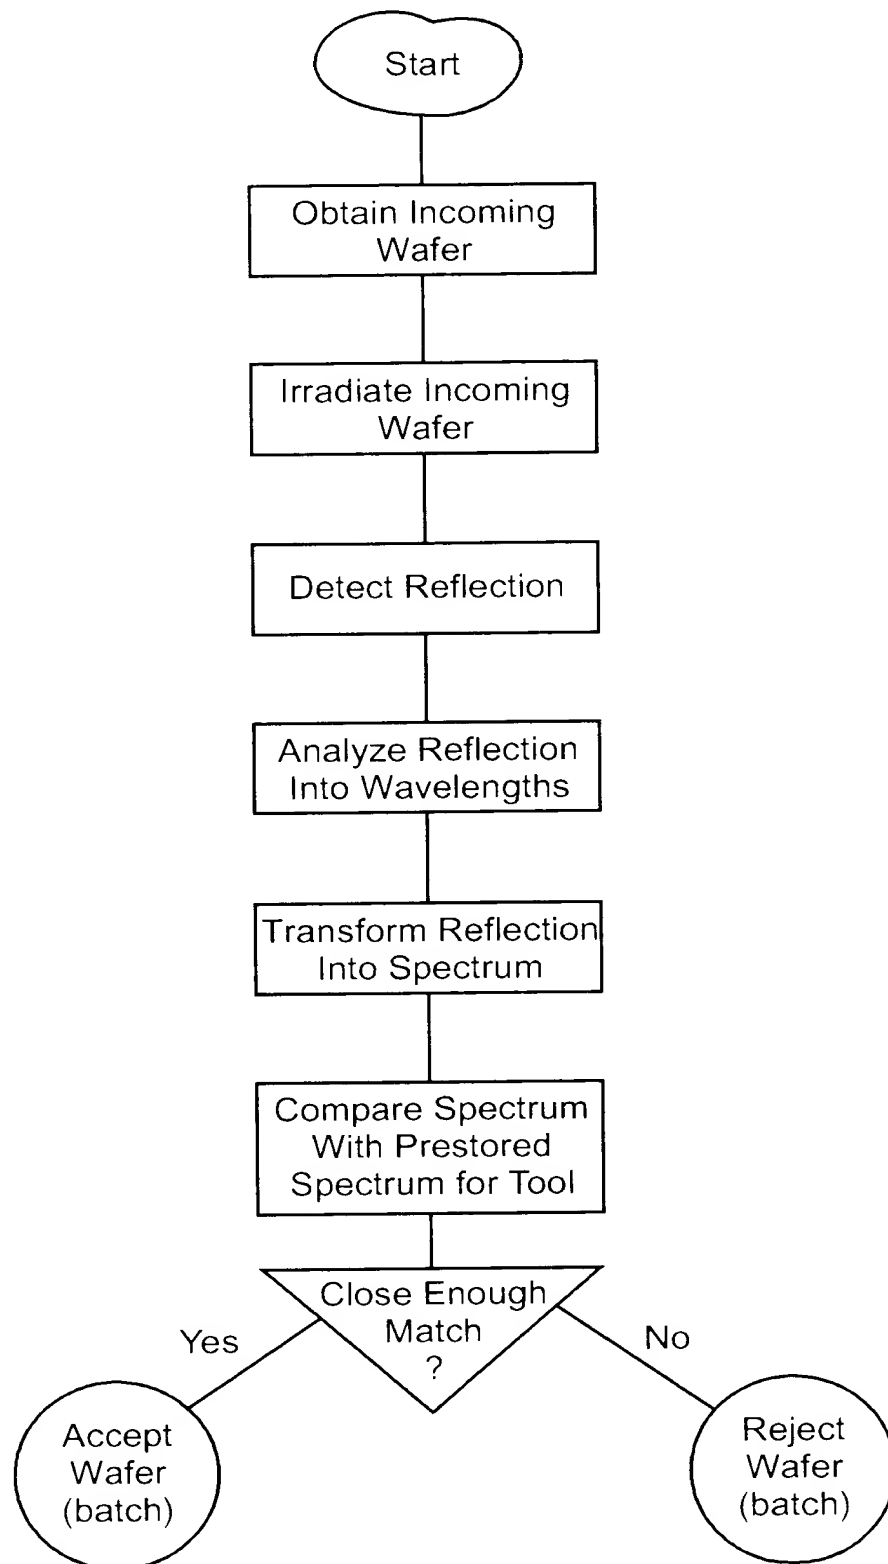 Start
Obtain Incoming
Wafer
Irradiate Incoming
Wafer
Detect Reflection
Analyze Reflection
Into Wavelengths
Transform Reflection
Into Spectrum
Compare Spectrum
With Prestored
Spectrum for Tool
Close Enough
Match
?
Yes
No
Accept
Wafer
(batch)
Reject
Wafer
(batch)